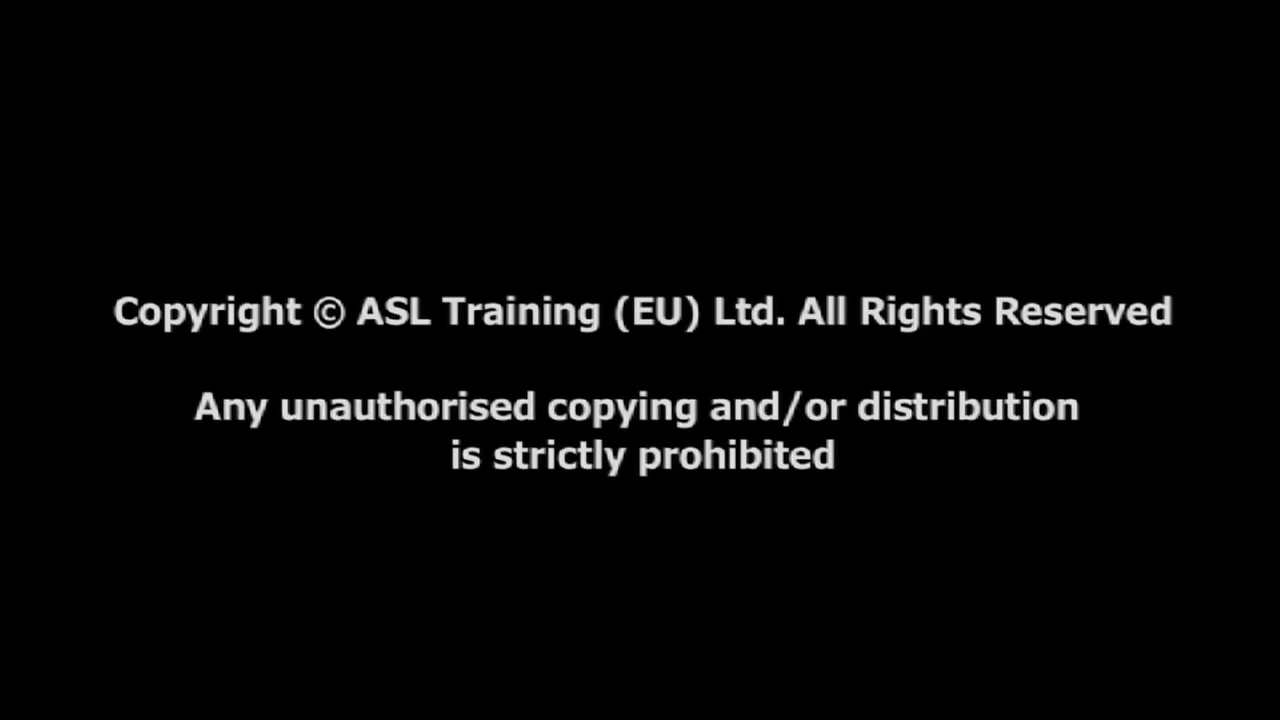 Copyright © ASL Training (EU) Ltd. All Rights Reserved
Any unauthorised copying and/or distribution
is strictly prohibited